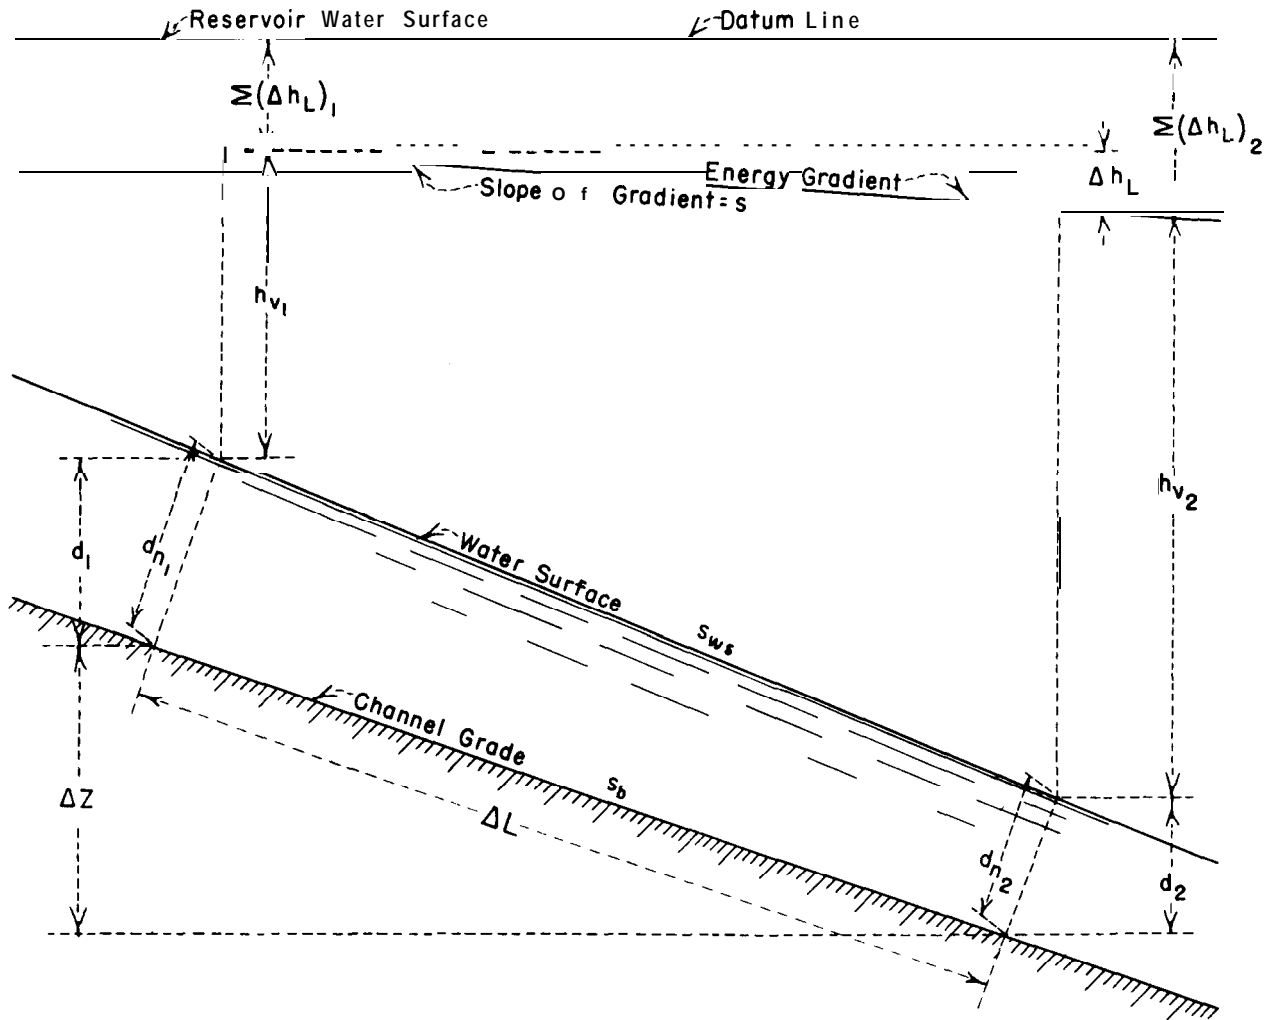 Reservoir Water Surface
Datum Line
Σ(Δh_L)_1
Σ(Δh_L)_2
Energy Gradient
Δh_L
Slope of Gradient = s
h_v1
h_v2
d_1
d_n1
Water Surface
s_ws
Channel Grade
s_b
ΔZ
ΔL
d_n2
d_2